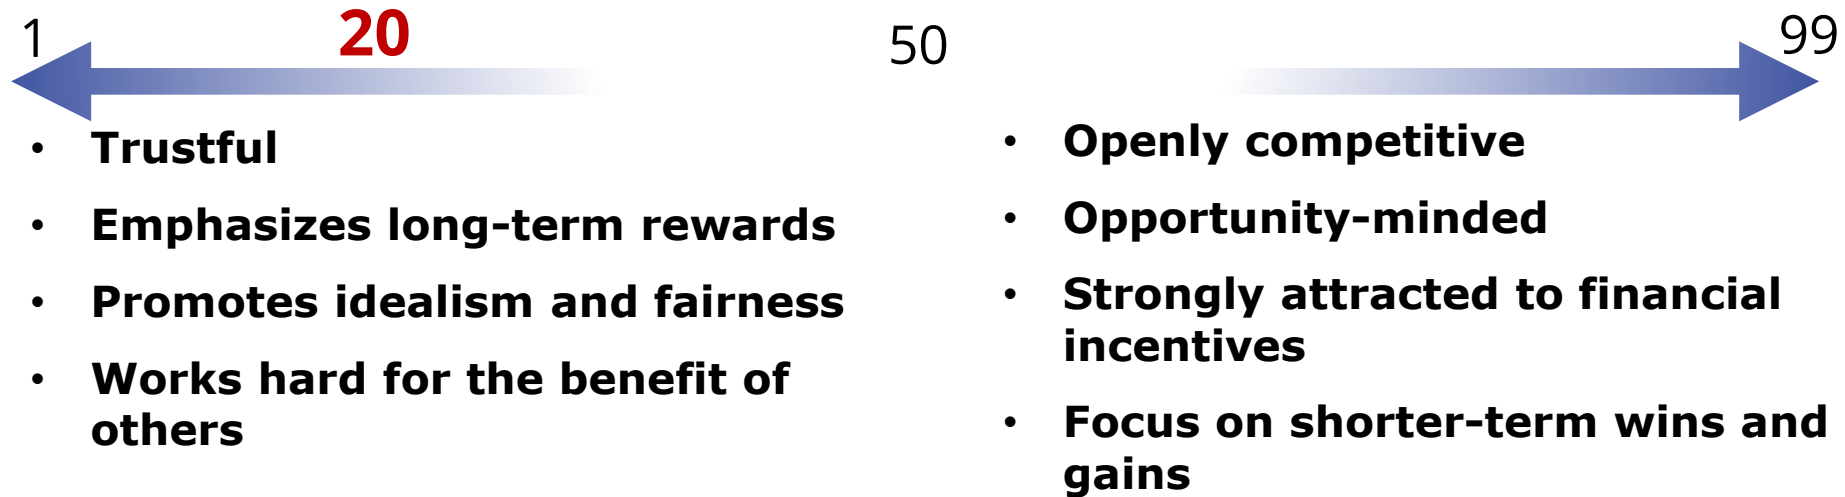 1
20
50
99
• Trustful
• Emphasizes long-term rewards
• Promotes idealism and fairness
• Works hard for the benefit of
others
• Openly competitive
• Opportunity-minded
• Strongly attracted to financial
incentives
• Focus on shorter-term wins and
gains